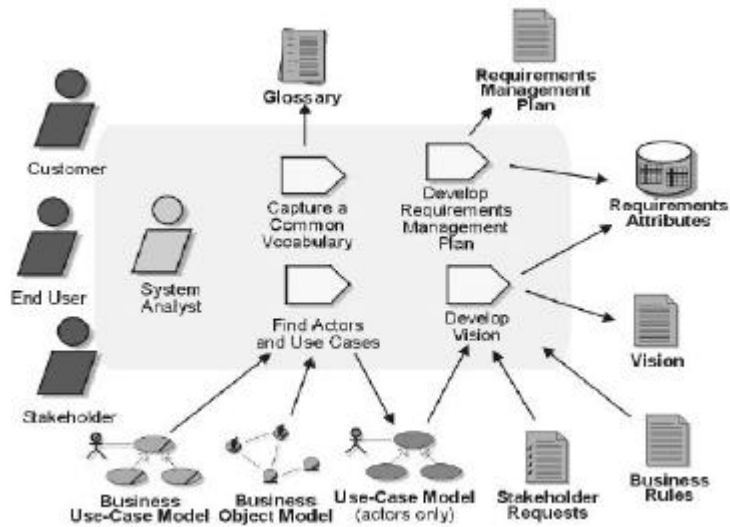 Glossary
Requirements
Management
Plan
Customer
Capture a
Common
Vocabulary
Develop
Requirements
Management
Plan
Requirements
Attributes
End User
System
Analyst
Find Actors
and Use Cases
Develop
Vision
Vision
Stakeholder
Business
Use-Case Model
Business
Object Model
Use-Case Model
(actors only)
Stakeholder
Requests
Business
Rules